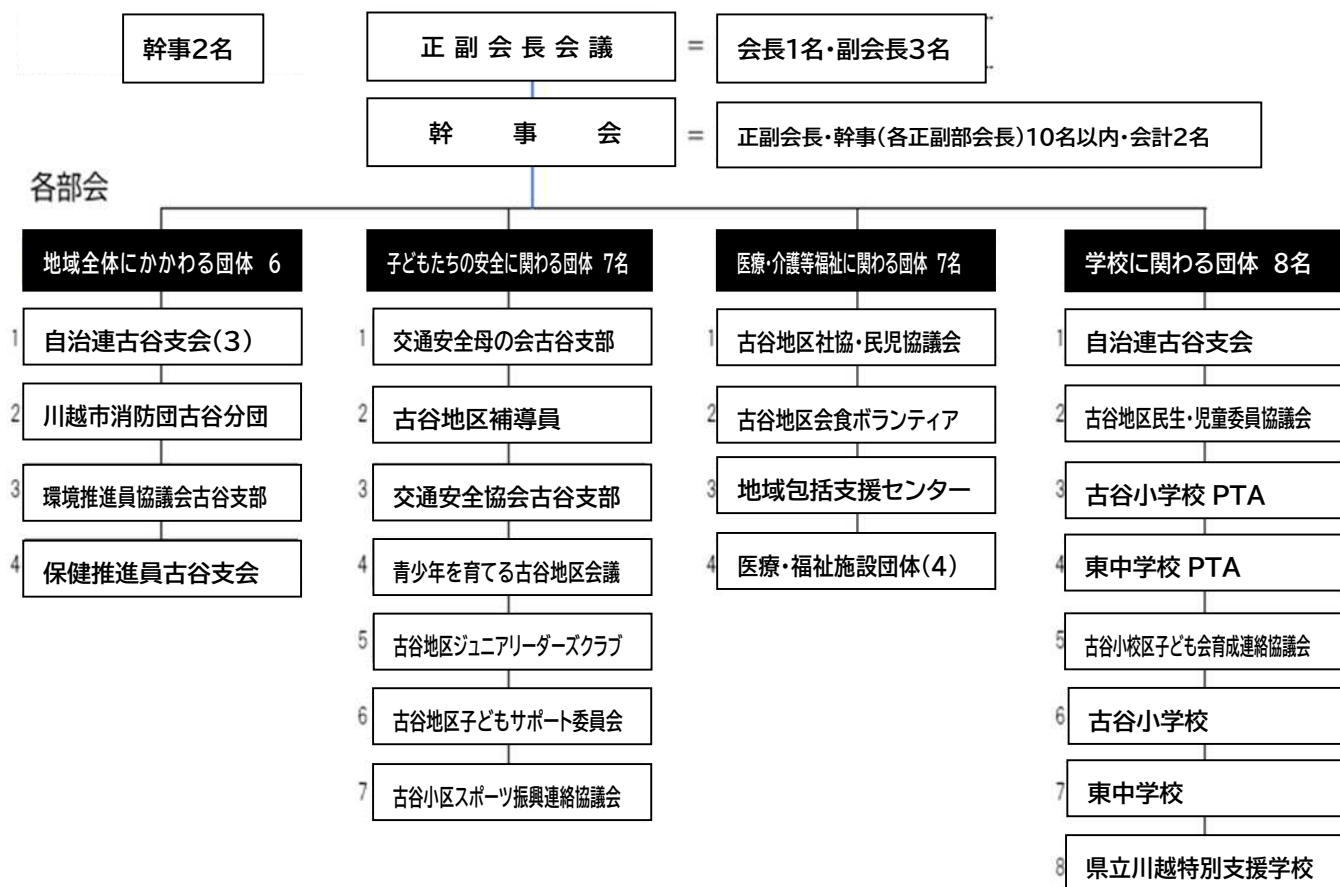 幹事2名
正副会長会議
=
会長1名・副会長3名
幹事会
=
正副会長・幹事(各正副部会長)10名以内・会計2名
各部会
地域全体にかかわる団体 6
1 自治連古谷支会(3)
2 川越市消防団古谷分団
3 環境推進員協議会古谷支部
4 保健推進員古谷支会
子どもたちの安全に関わる団体 7名
1 交通安全母の会古谷支部
2 古谷地区補導員
3 交通安全協会古谷支部
4 青少年を育てる古谷地区会議
5 古谷地区ジュニアリーダーズクラブ
6 古谷地区子どもサポート委員会
7 古谷小区スポーツ振興連絡協議会
医療・介護等福祉に関わる団体 7名
1 古谷地区社協・民児協議会
2 古谷地区会食ボランティア
3 地域包括支援センター
4 医療・福祉施設団体(4)
学校に関わる団体 8名
1 自治連古谷支会
2 古谷地区民生・児童委員協議会
3 古谷小学校 PTA
4 東中学校 PTA
5 古谷小校区子ども会育成連絡協議会
6 古谷小学校
7 東中学校
8 県立川越特別支援学校